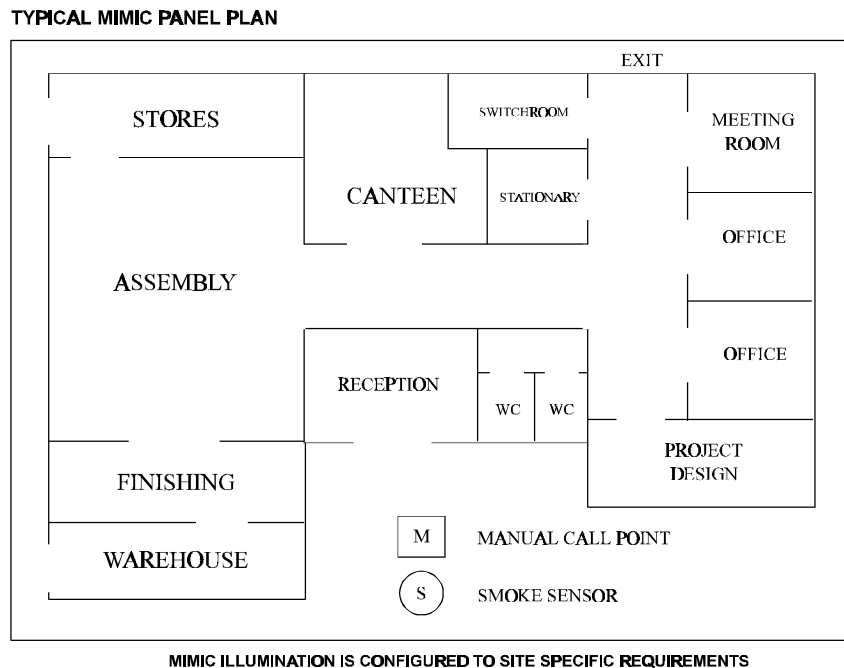 TYPICAL MIMIC PANEL PLAN
EXIT
STORES
SWITCHROOM
MEETING
ROOM
CANTEEN
STATIONARY
OFFICE
ASSEMBLY
OFFICE
RECEPTION
WC
WC
PROJECT
DESIGN
FINISHING
M
MANUAL CALL POINT
WAREHOUSE
S
SMOKE SENSOR
MIMIC ILLUMINATION IS CONFIGURED TO SITE SPECIFIC REQUIREMENTS